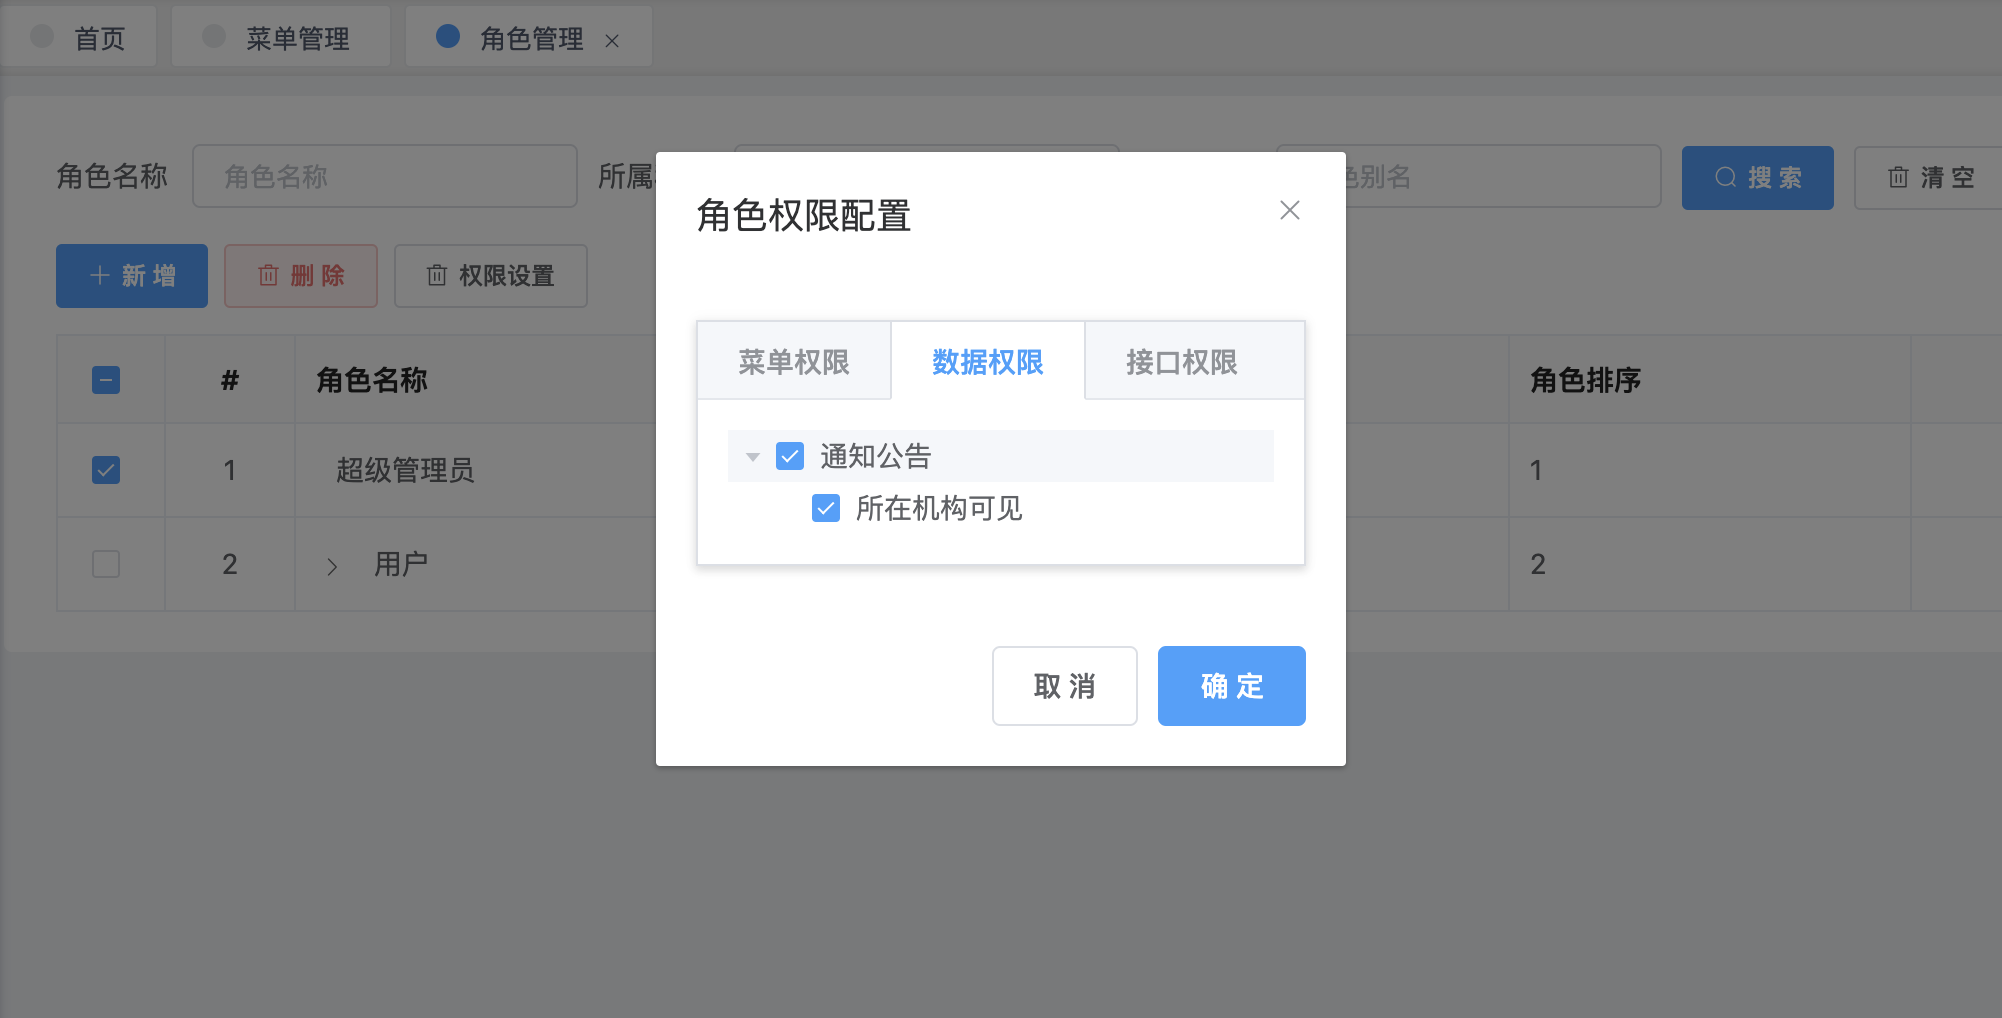 首页
菜单管理
角色管理
角色名称
角色名称
所属
色别名
搜 索
清 空
新 增
删 除
权限设置
# 角色名称 角色排序
1 超级管理员 1
2 用户 2
角色权限配置
菜单权限
数据权限
接口权限
通知公告
所在机构可见
取 消
确 定